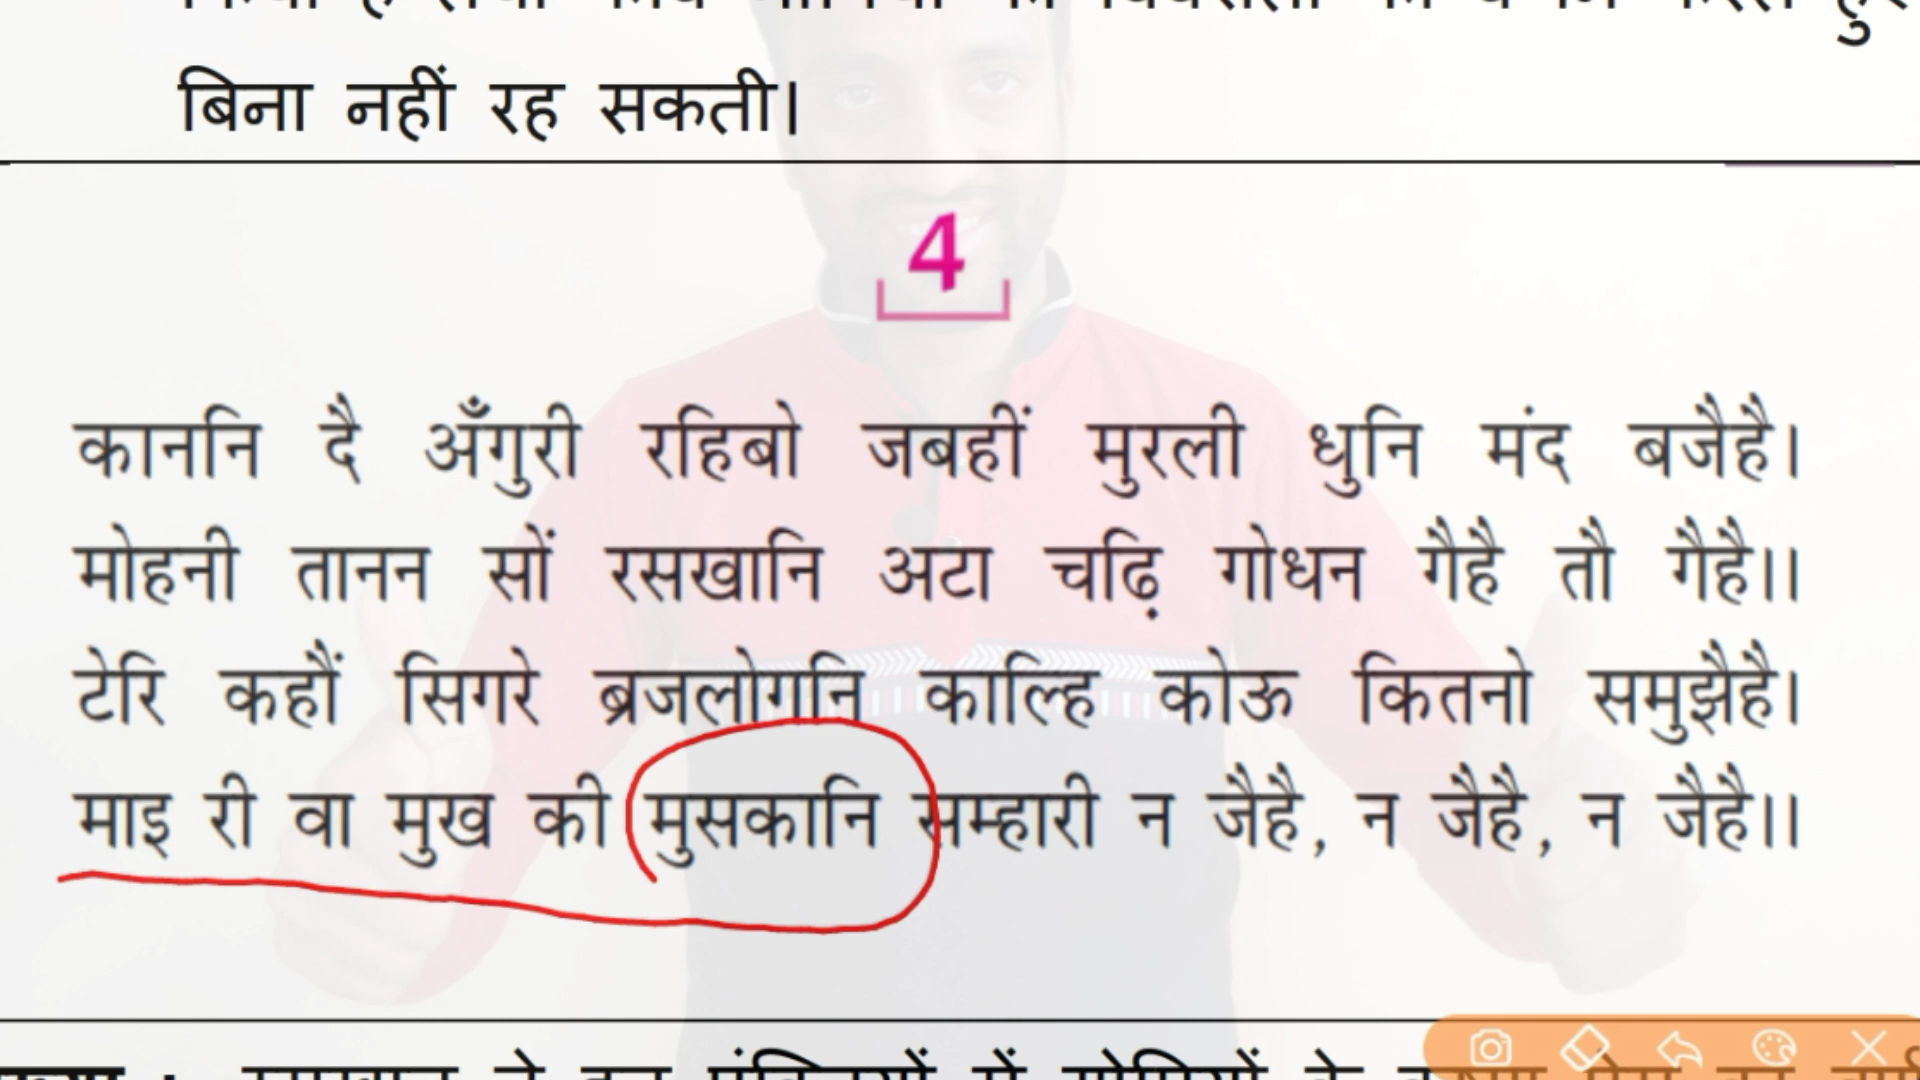 बिना नहीं रह सकती।
4
काननि दै अँगुरी रहिबो जबहीं मुरली धुनि मंद बजैहै।
मोहनी तानन सों रसखानि अटा चढ़ि गोधन गैहै तौ गैहै।।
टेरि कहौं सिगरे ब्रजलोगनि काल्हि कोऊ कितनो समुझैहै।
माइ री वा मुख की मुसकानि सम्हारी न जैहै, न जैहै, न जैहै।।